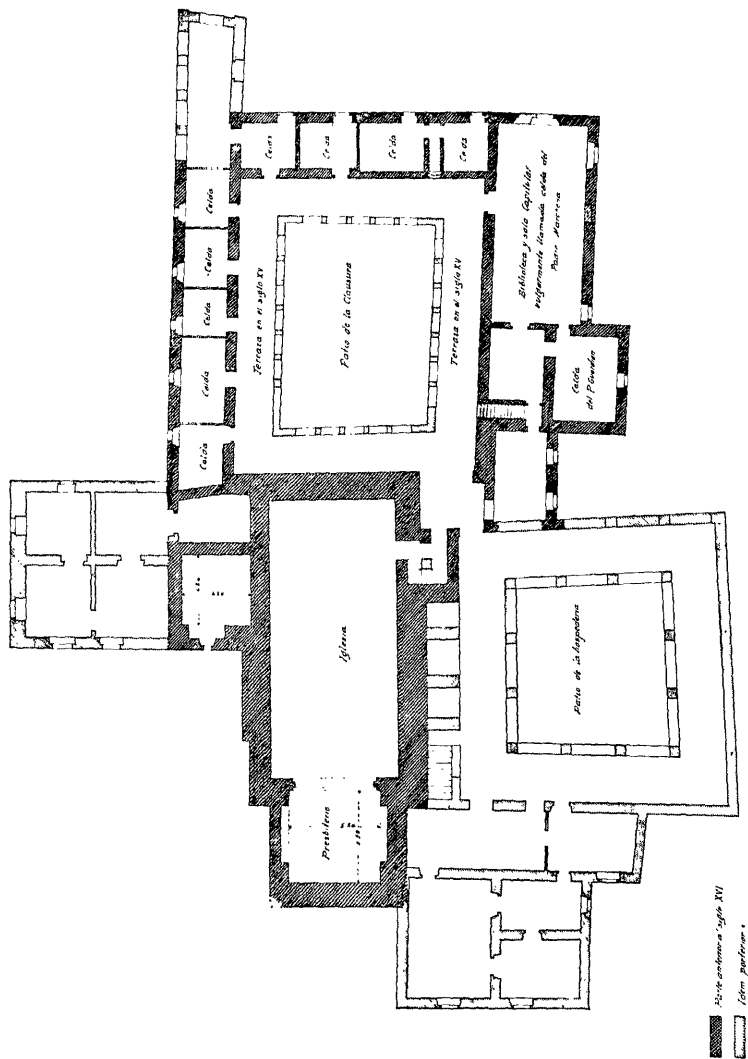 Celda
Celda
Celda
Celda
Celda
Celda
Celda
Celda
Celda
Terraza en el siglo XV
Patio de la Clausura
Terraza en el siglo XV
Biblioteca y sala Capitular
vulgarmente llamada celda del
Padre Marchena
Celda
del P. Guardian
Iglesia
Presbiterio
Patio de la hospederia
Parte anterior al siglo XVI
Idem posterior